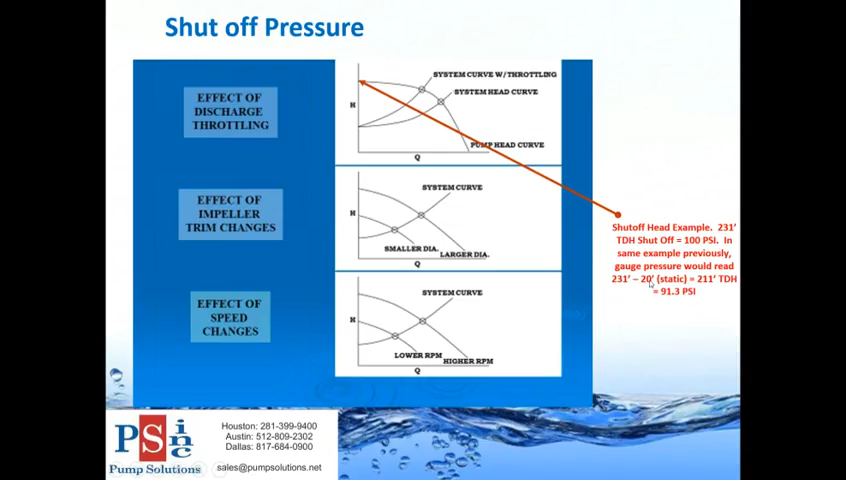 Shut off Pressure
EFFECT OF
DISCHARGE
THROTTLING
H
SYSTEM CURVE W/THROTTLING
SYSTEM HEAD CURVE
PUMP HEAD CURVE
Q
EFFECT OF
IMPELLER
TRIM CHANGES
H
SYSTEM CURVE
SMALLER DIA.
LARGER DIA.
Q
EFFECT OF
SPEED
CHANGES
H
SYSTEM CURVE
LOWER RPM
HIGHER RPM
Q
Shutoff Head Example. 231’
TDH Shut Off = 100 PSI. In
same example previously,
gauge pressure would read
231’ – 20’ (static) = 211’ TDH
= 91.3 PSI
PSinc
Pump Solutions
Houston: 281-399-9400
Austin: 512-809-2302
Dallas: 817-684-0900
sales@pumpsolutions.net